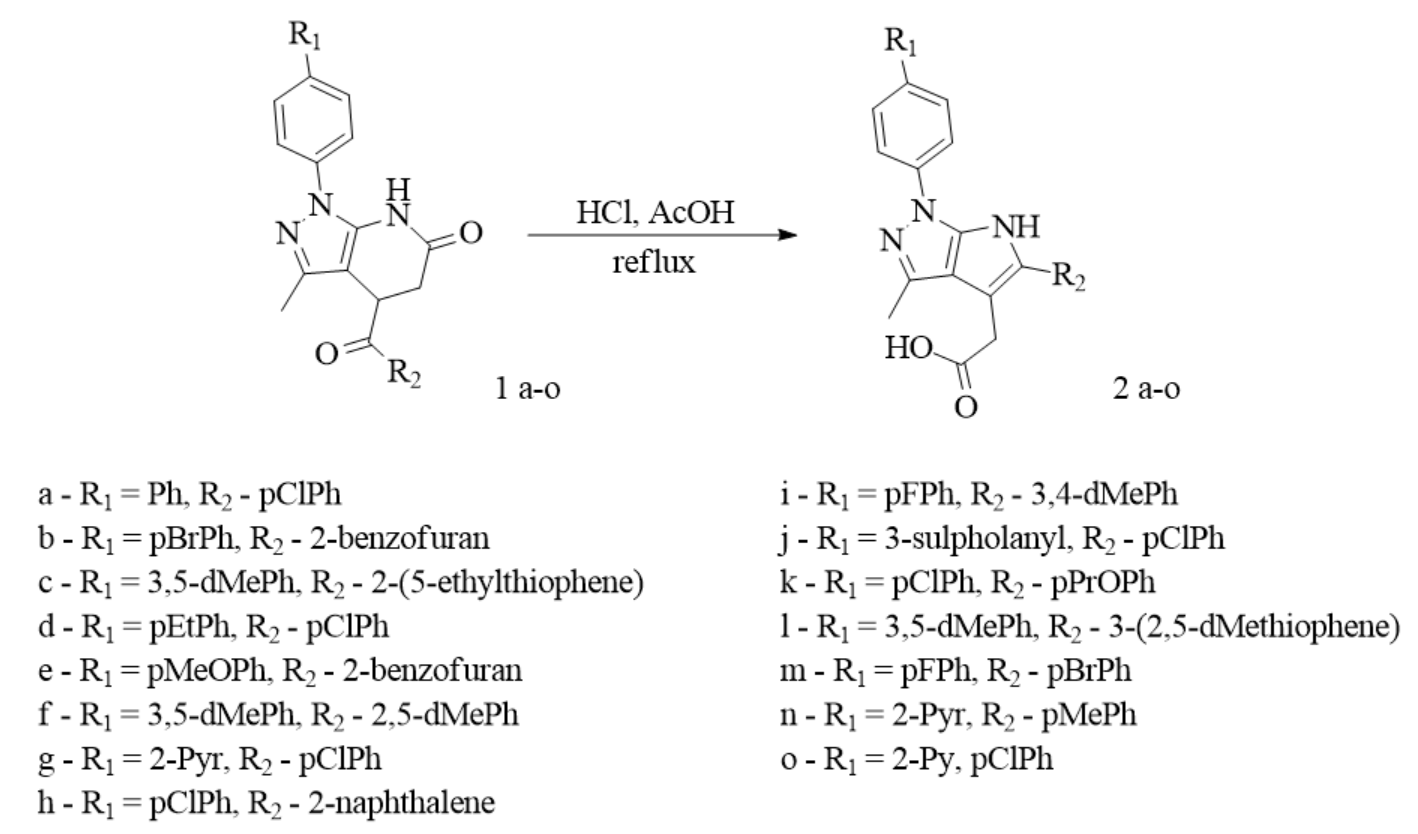 R₁
R₁
N
H
N
N
O
O
R₂
1 a-o
HCl, AcOH
reflux
N
NH
N
R₂
HO
O
2 a-o
a - R₁ = Ph, R₂ - pClPh
b - R₁ = pBrPh, R₂ - 2-benzofuran
c - R₁ = 3,5-dMePh, R₂ - 2-(5-ethylthiophene)
d - R₁ = pEtPh, R₂ - pClPh
e - R₁ = pMeOPh, R₂ - 2-benzofuran
f - R₁ = 3,5-dMePh, R₂ - 2,5-dMePh
g - R₁ = 2-Pyr, R₂ - pClPh
h - R₁ = pClPh, R₂ - 2-naphthalene
i - R₁ = pFPh, R₂ - 3,4-dMePh
j - R₁ = 3-sulpholanyl, R₂ - pClPh
k - R₁ = pClPh, R₂ - pPrOPh
l - R₁ = 3,5-dMePh, R₂ - 3-(2,5-dMethiophene)
m - R₁ = pFPh, R₂ - pBrPh
n - R₁ = 2-Pyr, R₂ - pMePh
o - R₁ = 2-Py, pClPh